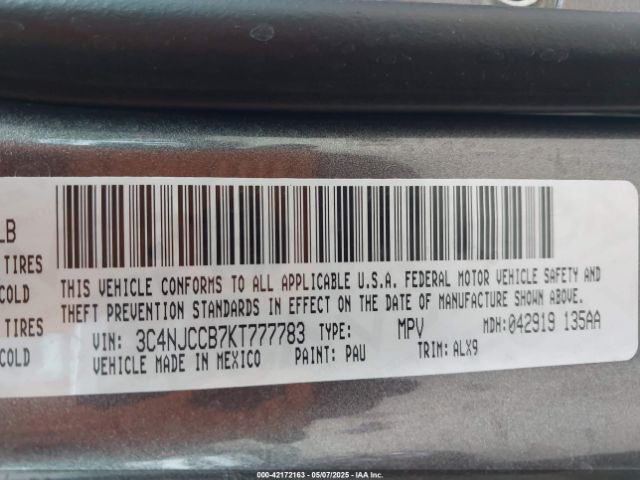 LB
TIRES
COLD
TIRES
COLD
THIS VEHICLE CONFORMS TO ALL APPLICABLE U.S.A. FEDERAL MOTOR VEHICLE SAFETY AND
THEFT PREVENTION STANDARDS IN EFFECT ON THE DATE OF MANUFACTURE SHOWN ABOVE.
VIN: 3C4NJCCB7KT777783 TYPE: MPV MDH:042919 135AA
VEHICLE MADE IN MEXICO PAINT: PAU TRIM: ALX9
000-42172163 - 05/07/2025 - IAA Inc.